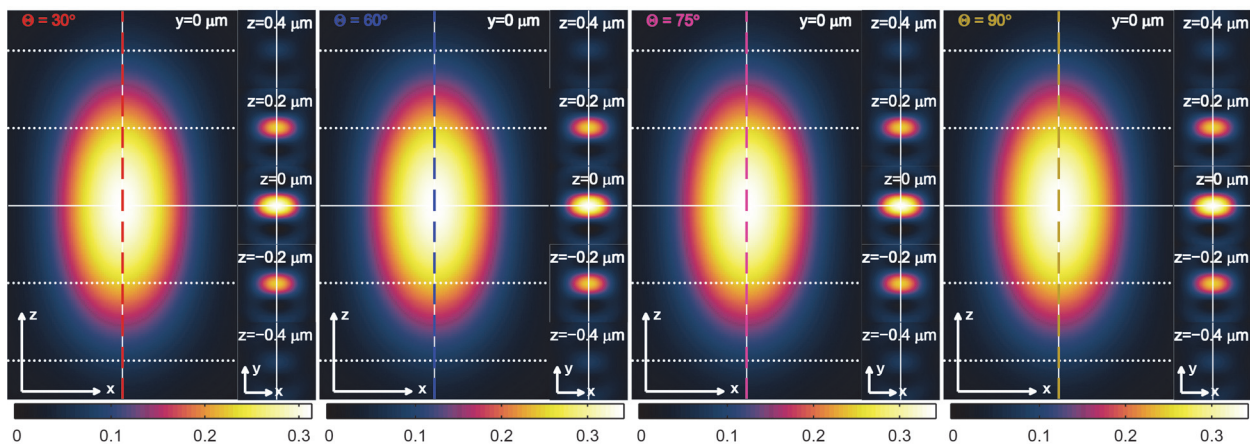 Θ = 30° y=0 μm z=0.4 μm
z=0.2 μm
z=0 μm
z=−0.2 μm
z=−0.4 μm
z
x
y
x
0 0.1 0.2 0.3
Θ = 60° y=0 μm z=0.4 μm
z=0.2 μm
z=0 μm
z=−0.2 μm
z=−0.4 μm
z
x
y
x
0 0.1 0.2 0.3
Θ = 75° y=0 μm z=0.4 μm
z=0.2 μm
z=0 μm
z=−0.2 μm
z=−0.4 μm
z
x
y
x
0 0.1 0.2 0.3
Θ = 90° y=0 μm z=0.4 μm
z=0.2 μm
z=0 μm
z=−0.2 μm
z=−0.4 μm
z
x
y
x
0 0.1 0.2 0.3